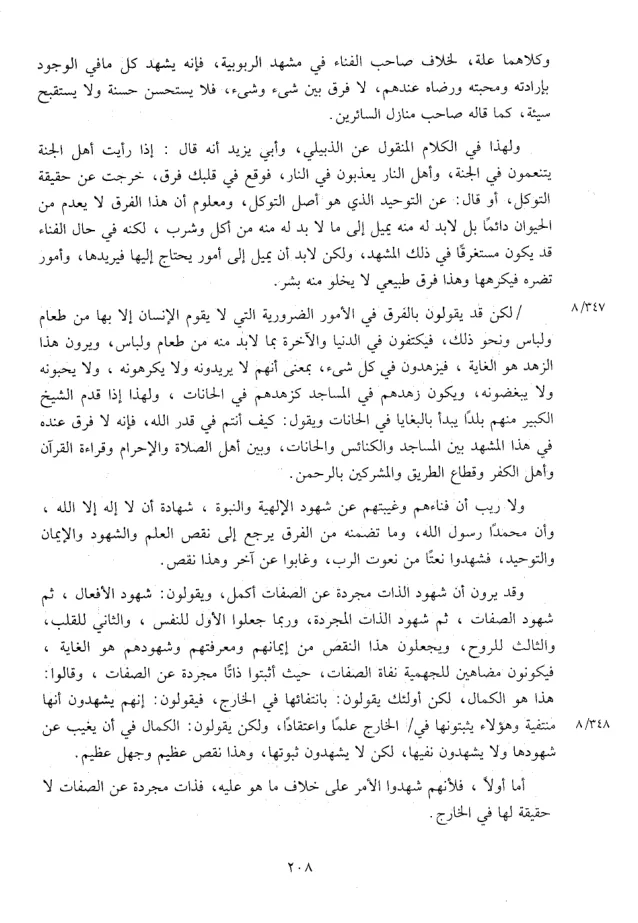 وكلاهما علة، لخلاف صاحب الفناء في مشهد الربوبية، فإنه يشهد كل مافي الوجود
بإرادته ومحبته ورضاه عندهم، لا فرق بين شىء وشىء، فلا يستحسن حسنة ولا يستقبح
سيئة، كما قاله صاحب منازل السائرين.
ولهذا في الكلام المنقول عن الذبيلي، وأبي يزيد أنه قال : إذا رأيت أهل الجنة
يتنعمون في الجنة، وأهل النار يعذبون في النار، فوقع في قلبك فرق، خرجت عن حقيقة
التوكل، أو قال: عن التوحيد الذي هو أصل التوكل، ومعلوم أن هذا الفرق لا يعدم من
الحيوان دائمًا بل لابد له منه يميل إلى ما لا بد له منه من أكل وشرب ، لكنه في حال الفناء
قد يكون مستغرقًا في ذلك المشهد، ولكن لابد أن يميل إلى أمور يحتاج إليها فيريدها، وأمور
تضره فيكرهها وهذا فرق طبيعي لا يخلو منه بشر.
٨/٣٤٧
/ لكن قد يقولون بالفرق في الأمور الضرورية التي لا يقوم الإنسان إلا بها من طعام
ولباس ونحو ذلك، فيكتفون في الدنيا والآخرة بما لابد منه من طعام ولباس، ويرون هذا
الزهد هو الغاية ، فيزهدون في كل شىء، بمعنى أنهم لا يريدونه ولا يكرهونه ، ولا يحبونه
ولا يبغضونه، ويكون زهدهم في المساجد كزهدهم في الحانات ، ولهذا إذا قدم الشيخ
الكبير منهم بلدًا يبدأ بالبغايا في الحانات ويقول: كيف أنتم في قدر الله، فإنه لا فرق عنده
في هذا المشهد بين المساجد والكنائس والحانات، وبين أهل الصلاة والإحرام وقراءة القرآن
وأهل الكفر وقطاع الطريق والمشركين بالرحمن.
ولا ريب أن فناءهم وغيبتهم عن شهود الإلهية والنبوة ، شهادة أن لا إله إلا الله ،
وأن محمدًا رسول الله، وما تضمنه من الفرق يرجع إلى نقص العلم والشهود والإيمان
والتوحيد، فشهدوا نعتًا من نعوت الرب، وغابوا عن آخر وهذا نقص.
وقد يرون أن شهود الذات مجردة عن الصفات أكمل، ويقولون: شهود الأفعال ، ثم
شهود الصفات ، ثم شهود الذات المجردة، وربما جعلوا الأول للنفس ، والثاني للقلب،
والثالث للروح، ويجعلون هذا النقص من إيمانهم ومعرفتهم وشهودهم هو الغاية ،
فيكونون مضاهين للجهمية نفاة الصفات، حيث أثبتوا ذاتًا مجردة عن الصفات ، وقالوا:
هذا هو الكمال، لكن أولئك يقولون: بانتفائها في الخارج، فيقولون: إنهم يشهدون أنها
٨/٣٤٨
منتفية وهؤلاء يثبتونها في/ الخارج علمًا واعتقادًا، ولكن يقولون: الكمال في أن يغيب عن
شهودها ولا يشهدون نفيها، لكن لا يشهدون ثبوتها، وهذا نقص عظيم وجهل عظيم.
أما أولاً ، فلأنهم شهدوا الأمر على خلاف ما هو عليه، فذات مجردة عن الصفات لا
حقيقة لها في الخارج.
٢٠٨